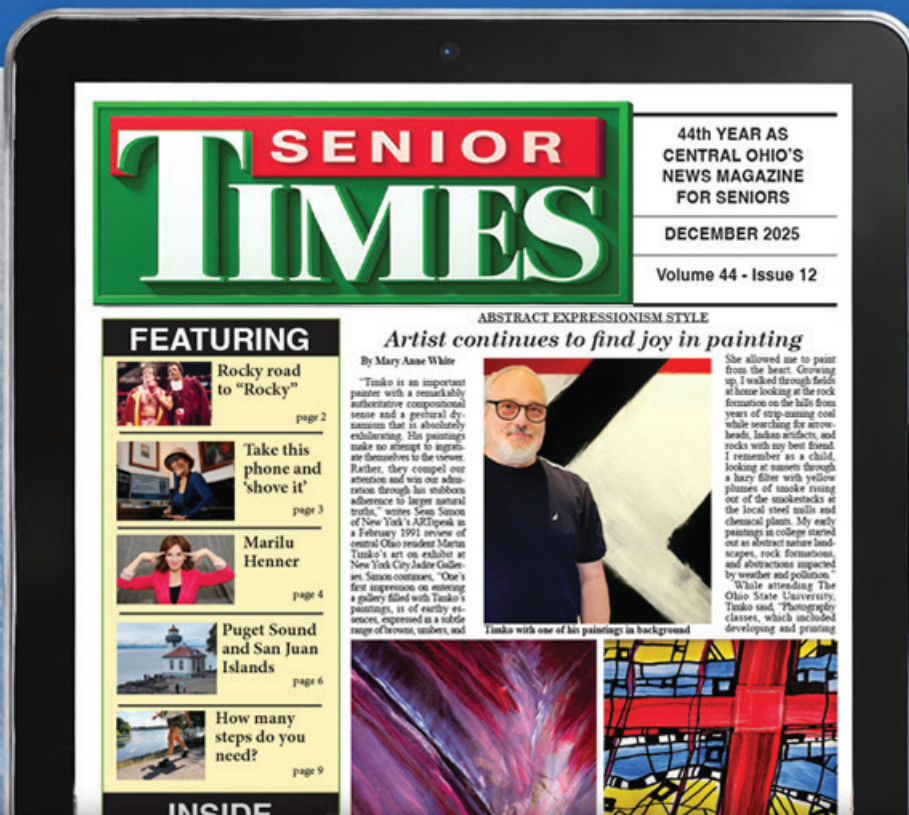 SENIOR
TIMES
44th YEAR AS
CENTRAL OHIO'S
NEWS MAGAZINE
FOR SENIORS
DECEMBER 2025
Volume 44 - Issue 12
FEATURING
Rocky road
to “Rocky”
page 2
Take this
phone and
‘shove it’
page 3
Marilu
Henner
page 4
Puget Sound
and San Juan
Islands
page 6
How many
steps do you
need?
page 9
INSIDE
ABSTRACT EXPRESSIONISM STYLE
Artist continues to find joy in painting
By Mary Anne White
“Timko is an important
painter with a remarkably
authoritative compositional
sense and a gestural dy-
namism that is absolutely
exhilarating. His paintings
make no attempt to ingrati-
ate themselves to the viewer.
Rather, they compel our
attention and win our admi-
ration through his stubborn
adherence to larger natural
truths,” writes Sean Simon
of New York's ARTspeak in
a February 1991 review of
central Ohio resident Martin
Timko's art on exhibit at
New York City Jadite Galler-
ies. Simon continues, “One's
first impression on entering
a gallery filled with Timko's
paintings, is of earthy es-
sences, expressed in a subtle
range of browns, umbers, and
Timko with one of his paintings in background
She allowed me to paint
from the heart. Growing
up, I walked through fields
at home looking at the rock
formation on the hills from
years of strip-mining coal
while searching for arrow-
heads, Indian artifacts, and
rocks with my best friend.
I remember as a child,
looking at sunsets through
a hazy filter with yellow
plumes of smoke rising
out of the smokestacks at
the local steel mills and
chemical plants. My early
paintings in college started
out as abstract nature land-
scapes, rock formations,
and abstractions impacted
by weather and pollution.”
While attending The
Ohio State University,
Timko said, “Photography
classes, which included
developing and printing